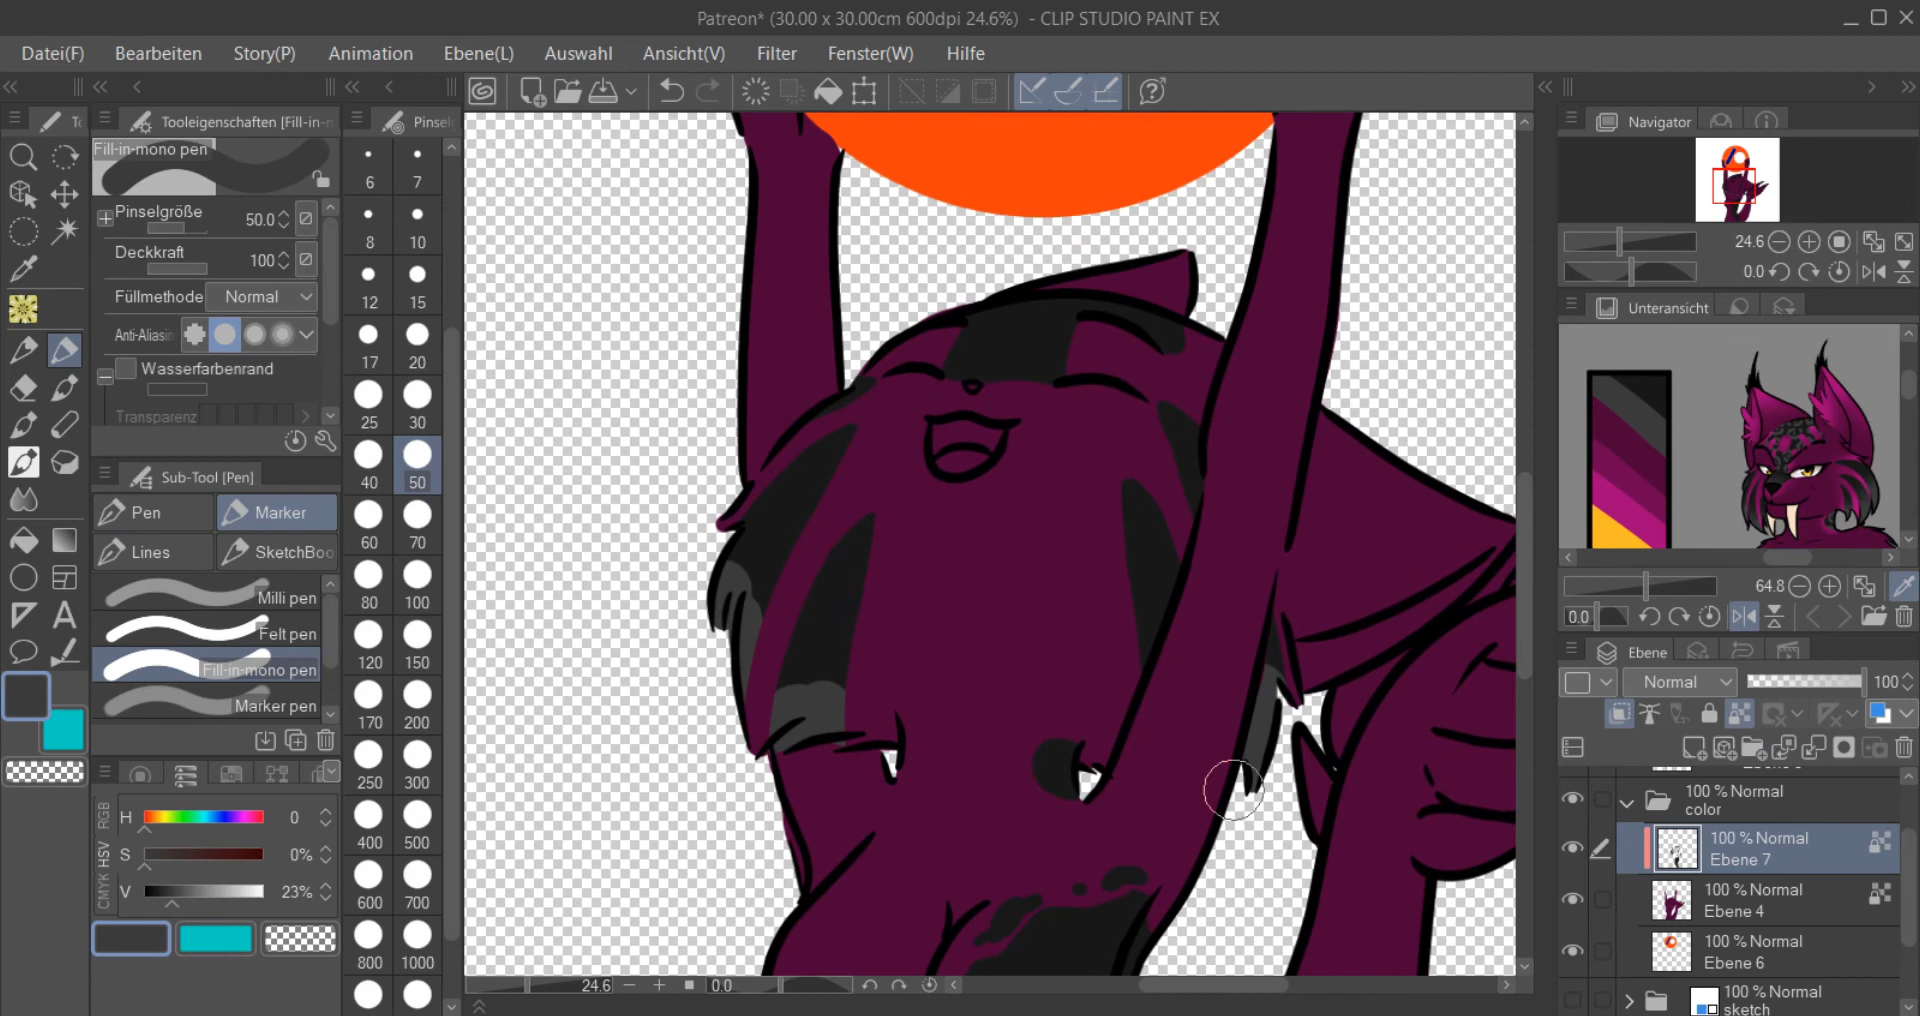 Patreon* (30.00 x 30.00cm 600dpi 24.6%) - CLIP STUDIO PAINT EX
Datei(F) Bearbeiten Story(P) Animation Ebene(L) Auswahl Ansicht(V) Filter Fenster(W) Hilfe
Tooleigenschaften [Fill-in-
Fill-in-mono pen
Pinselgröße 50.0
Deckkraft 100
Füllmethode Normal
Anti-Aliasin
Wasserfarbenrand
Transparenz
Sub-Tool [Pen]
Pen Marker
Lines SketchBoo
Milli pen
Felt pen
Fill-in-mono pen
Marker pen
RGB
HSV
CMYK
H 0
S 0%
V 23%
Pinsel
6 7
8 10
12 15
17 20
25 30
40 50
60 70
80 100
120 150
170 200
250 300
400 500
600 700
800 1000
24.6 0.0
Navigator
24.6
0.0
Unteransicht
64.8
0.0
Ebene
Normal 100
100 % Normal
color
100 % Normal
Ebene 7
100 % Normal
Ebene 4
100 % Normal
Ebene 6
100 % Normal
sketch